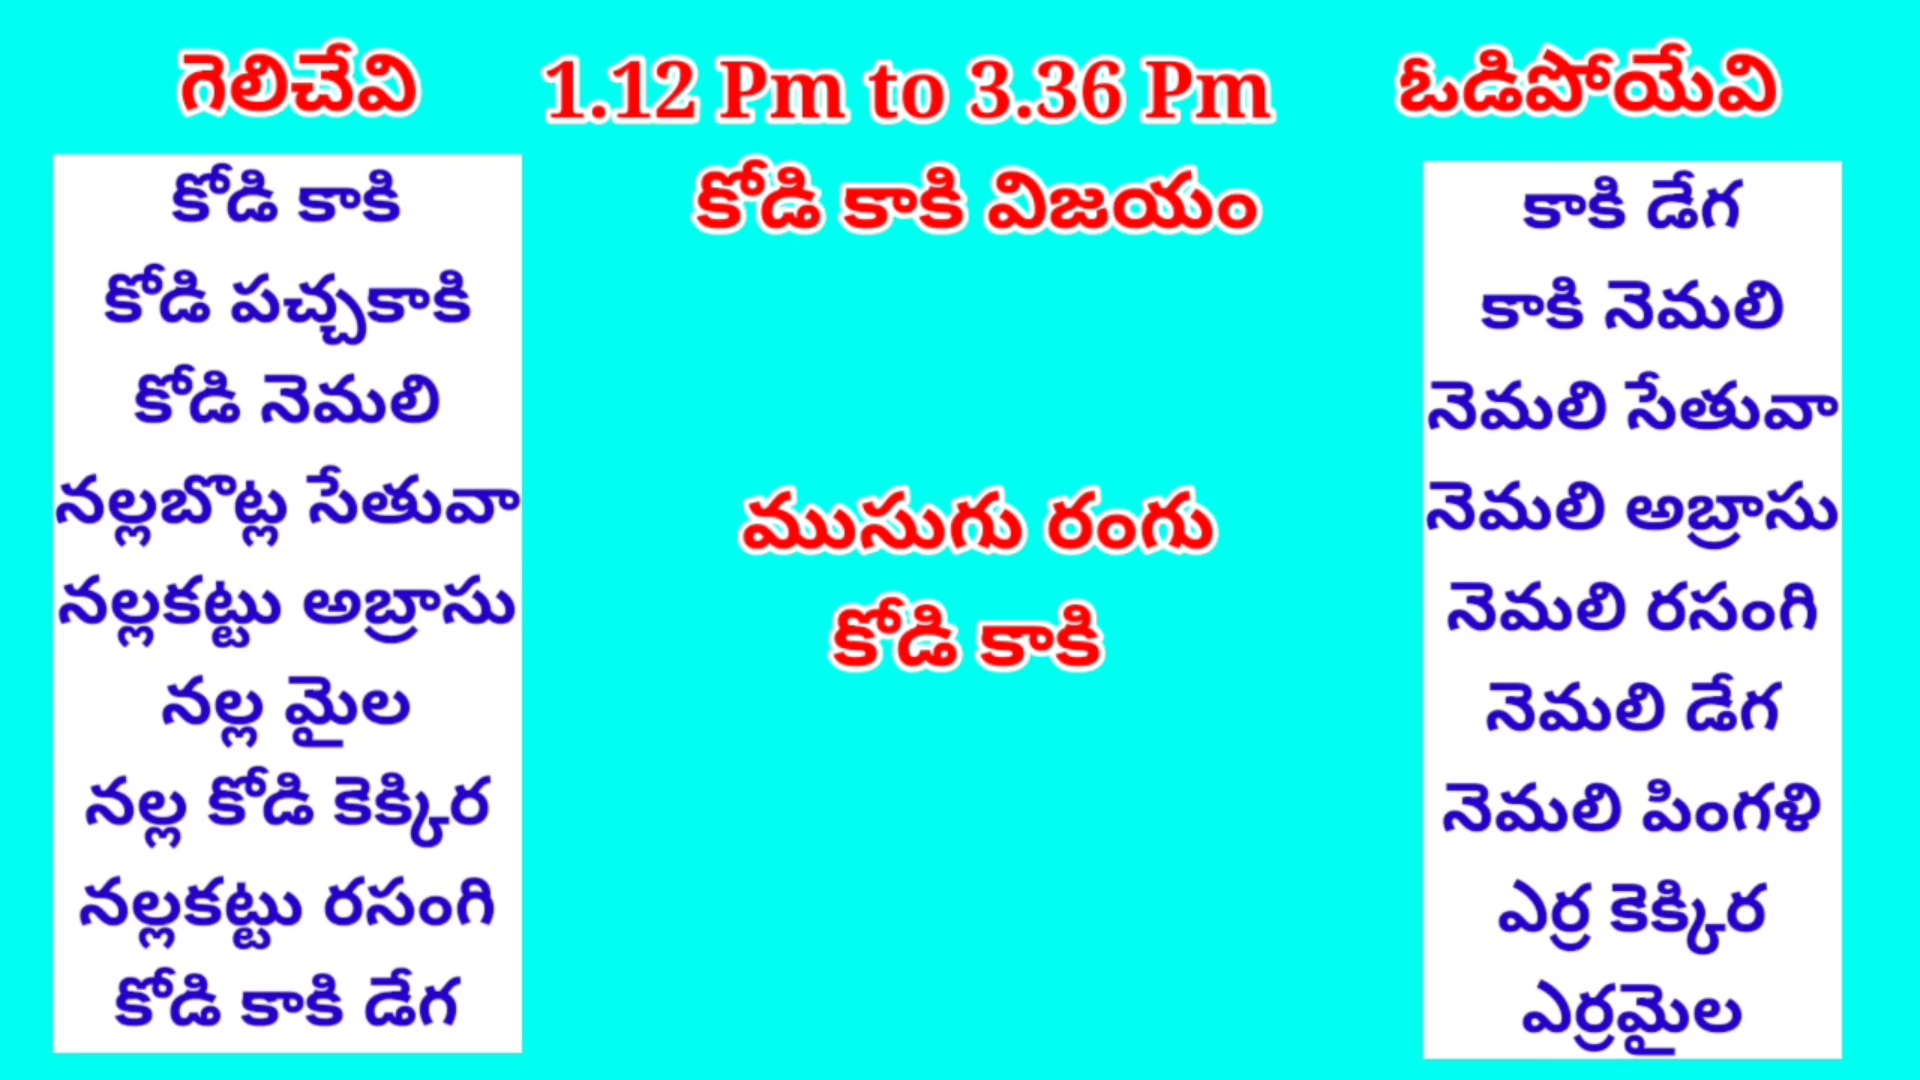 గెలిచేవి
కోడి కాకి
కోడి పచ్చకాకి
కోడి నెమలి
నల్లబొట్ల సేతువా
నల్లకట్టు అబ్రాసు
నల్ల మైల
నల్ల కోడి కెక్కిర
నల్లకట్టు రసంగి
కోడి కాకి డేగ
1.12 Pm to 3.36 Pm
కోడి కాకి విజయం
ముసుగు రంగు
కోడి కాకి
ఓడిపోయేవి
కాకి డేగ
కాకి నెమలి
నెమలి సేతువా
నెమలి అబ్రాసు
నెమలి రసంగి
నెమలి డేగ
నెమలి పింగళి
ఎర్ర కెక్కిర
ఎర్రమైల